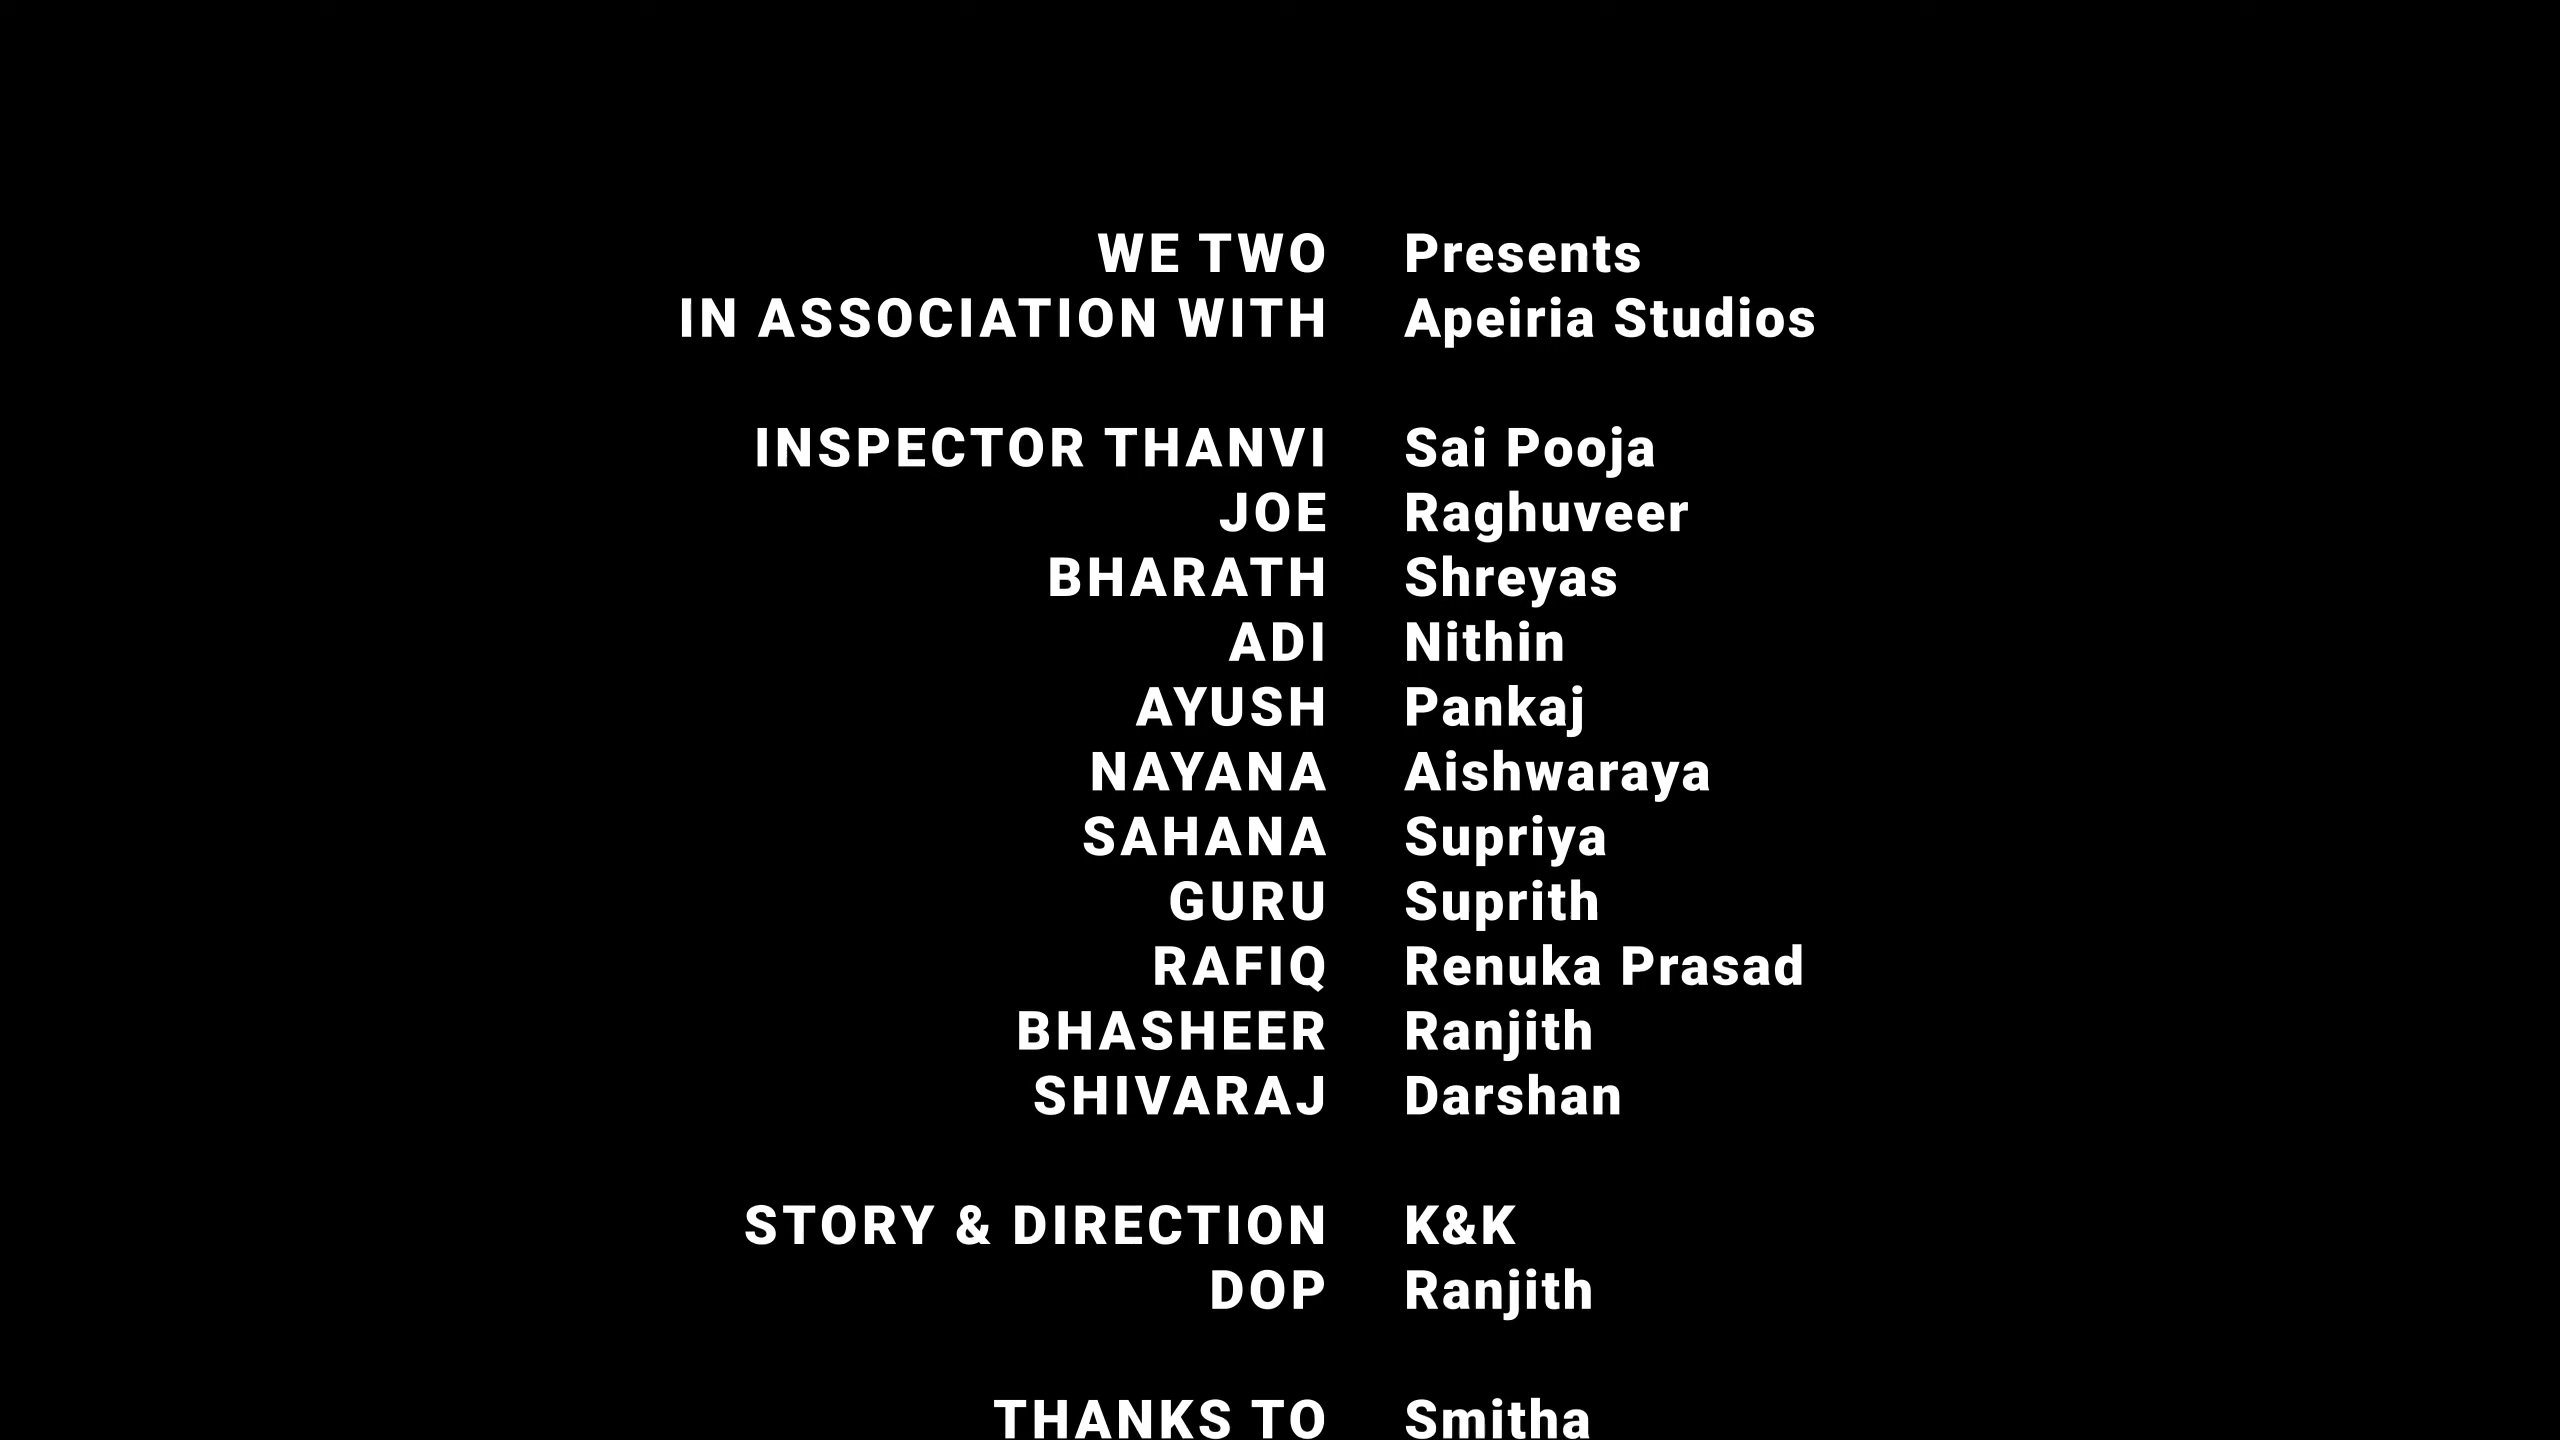 WE TWO Presents
IN ASSOCIATION WITH Apeiria Studios
INSPECTOR THANVI Sai Pooja
JOE Raghuveer
BHARATH Shreyas
ADI Nithin
AYUSH Pankaj
NAYANA Aishwaraya
SAHANA Supriya
GURU Suprith
RAFIQ Renuka Prasad
BHASHEER Ranjith
SHIVARAJ Darshan
STORY & DIRECTION K&K
DOP Ranjith
THANKS TO Smitha